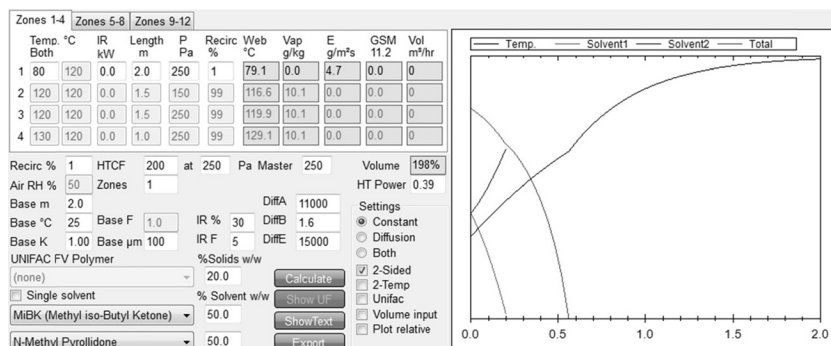 Zones 1-4 Zones 5-8 Zones 9-12
Temp. °C IR Length P Recirc Web Vap E GSM Vol
Both kW m Pa % °C g/kg g/m²s 11.2 m³/hr
1 80 120 0.0 2.0 250 1 79.1 0.0 4.7 0.0 0
2 120 120 0.0 1.5 150 99 116.6 10.1 0.0 0.0 0
3 120 120 0.0 1.5 250 99 119.9 10.1 0.0 0.0 0
4 130 120 0.0 1.0 250 99 129.1 10.1 0.0 0.0 0
Recirc % 1 HTCF 200 at 250 Pa Master 250 Volume 198%
Air RH % 50 Zones 1 HT Power 0.39
Base m 2.0 DiffA 11000 Settings
Base °C 25 Base F 1.0 IR % 30 DiffB 1.6 Constant
Base K 1.00 Base µm 100 IR F 5 DiffE 15000 Diffusion
Both
UNIFAC FV Polymer %Solids w/w
(none) 20.0 Calculate 2-Sided
2-Temp
Single solvent % Solvent w/w Show UF Unifac
MiBK (Methyl iso-Butyl Ketone) 50.0 ShowText Volume input
Plot relative
N-Methyl Pyrollidone 50.0 Export
Temp. Solvent1 Solvent2 Total
0.0 0.5 1.0 1.5 2.0